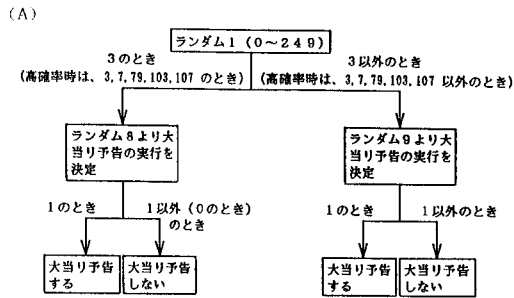 (A)
ランダム1(0～249)
3のとき
(高確率時は、3,7,79,103,107 のとき)
3以外のとき
(高確率時は、3,7,79,103,107 以外のとき)
ランダム8より大
当り予告の実行を
決定
ランダム9より大
当り予告の実行を
決定
1のとき
1以外(0のとき)
のとき
1のとき
1以外のとき
大当り予告
する
大当り予告
しない
大当り予告
する
大当り予告
しない